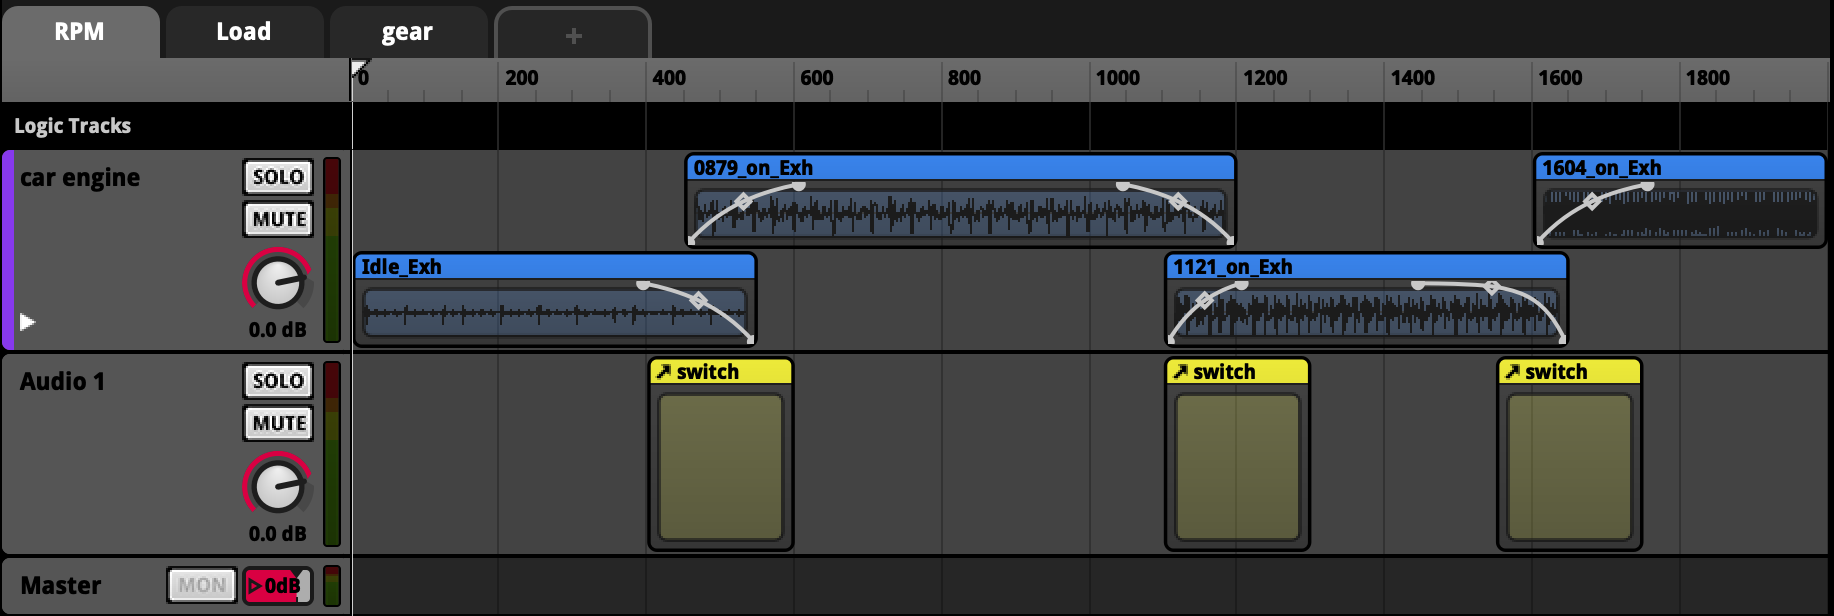 RPM Load gear +
0 200 400 600 800 1000 1200 1400 1600 1800
Logic Tracks
car engine
SOLO
MUTE
0.0 dB
0879_on_Exh
1604_on_Exh
Idle_Exh
1121_on_Exh
Audio 1
SOLO
MUTE
0.0 dB
switch
switch
switch
Master
MON
0dB